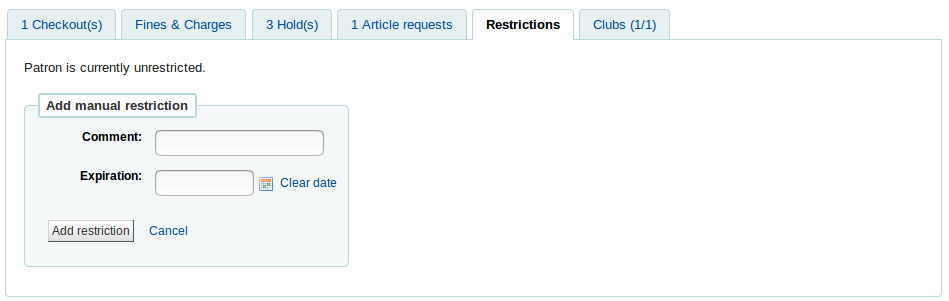 1 Checkout(s) Fines & Charges 3 Hold(s) 1 Article requests Restrictions Clubs (1/1)
Patron is currently unrestricted.
Add manual restriction
Comment:
Expiration: Clear date
Add restriction Cancel